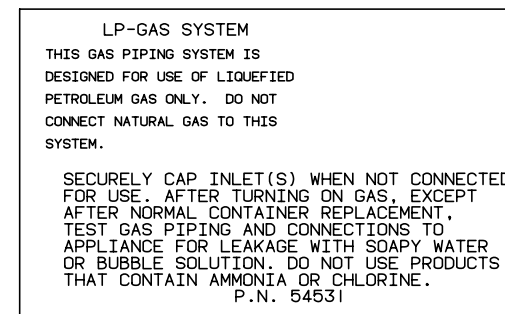 LP-GAS SYSTEM
THIS GAS PIPING SYSTEM IS
DESIGNED FOR USE OF LIQUEFIED
PETROLEUM GAS ONLY. DO NOT
CONNECT NATURAL GAS TO THIS
SYSTEM.
SECURELY CAP INLET(S) WHEN NOT CONNECTED
FOR USE. AFTER TURNING ON GAS, EXCEPT
AFTER NORMAL CONTAINER REPLACEMENT,
TEST GAS PIPING AND CONNECTIONS TO
APPLIANCE FOR LEAKAGE WITH SOAPY WATER
OR BUBBLE SOLUTION. DO NOT USE PRODUCTS
THAT CONTAIN AMMONIA OR CHLORINE.
P.N. 54531